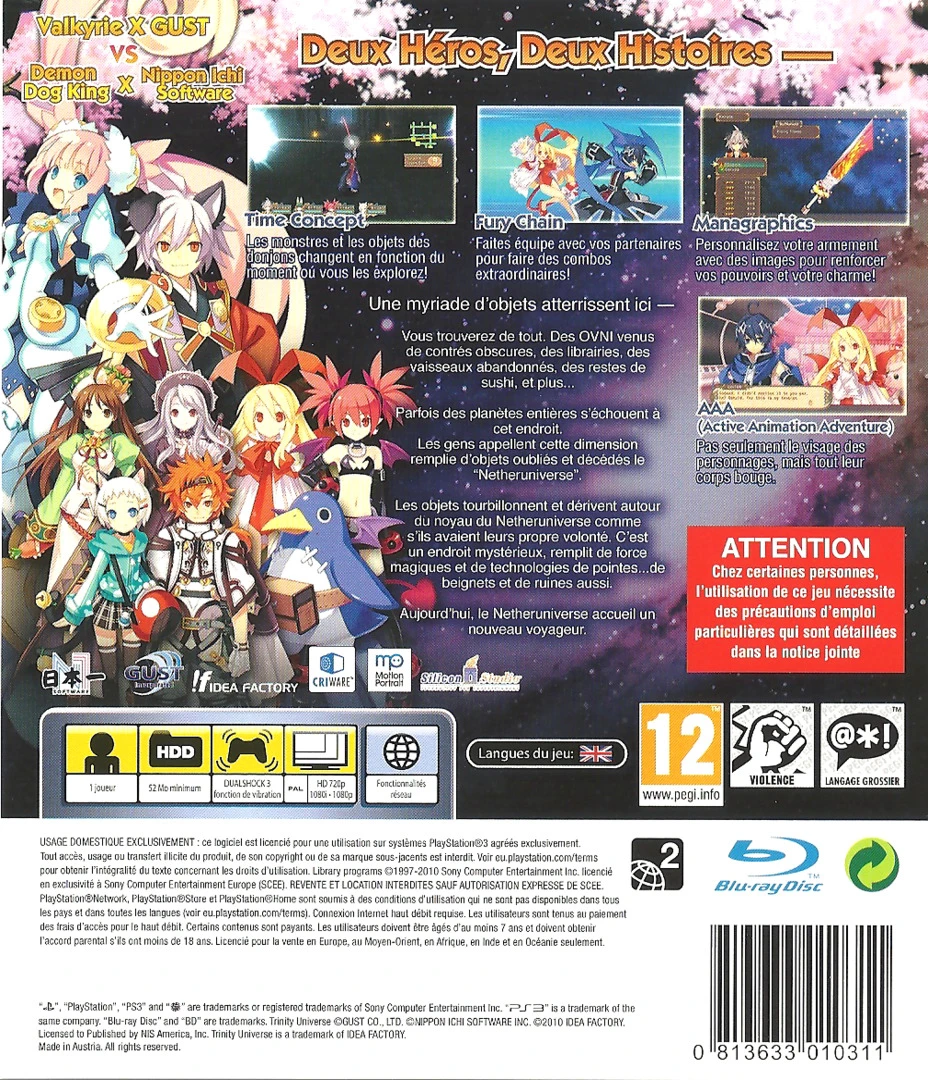 Valkyrie X GUST
VS
Demon Dog King X Nippon Ichi Software
Deux Héros, Deux Histoires —
Time Concept
Les monstres et les objets des
donjons changent en fonction du
moment où vous les éxplorez!
Fury Chain
Faites équipe avec vos partenaires
pour faire des combos
extraordinaires!
Managraphics
Personnalisez votre armement
avec des images pour renforcer
vos pouvoirs et votre charme!
Une myriade d'objets atterrissent ici —
Vous trouverez de tout. Des OVNI venus
de contrés obscures, des librairies, des
vaisseaux abandonnés, des restes de
sushi, et plus...
AAA
(Active Animation Adventure)
Pas seulement le visage des
personnages, mais tout leur
corps bouge.
Parfois des planètes entières s'échouent à
cet endroit.
Les gens appellent cette dimension
remplie d'objets oubliés et décédés le
"Netheruniverse".
Les objets tourbillonnent et dérivent autour
du noyau du Netheruniverse comme
s'ils avaient leurs propre volonté. C'est
un endroit mystérieux, remplit de force
magiques et de technologies de pointes...de
beignets et de ruines aussi.
Aujourd'hui, le Netheruniverse accueil un
nouveau voyageur.
ATTENTION
Chez certaines personnes,
l'utilisation de ce jeu nécessite
des précautions d'emploi
particulières qui sont détaillées
dans la notice jointe
日本一
SOFTWARE
GUST
!f IDEA FACTORY
CRIWARE™
Motion Portrait
Silicon Studio
1 joueur
HDD
52 Mo minimum
DUALSHOCK 3
fonction de vibration
PAL
HD 720p
1080i • 1080p
Fonctionnalités
réseau
Langues du jeu:
12
www.pegi.info
VIOLENCE
@*!
LANGAGE GROSSIER
USAGE DOMESTIQUE EXCLUSIVEMENT : ce logiciel est licencié pour une utilisation sur systèmes PlayStation®3 agréés exclusivement.
Tout accès, usage ou transfert illicite du produit, de son copyright ou de sa marque sous-jacents est interdit. Voir eu.playstation.com/terms
pour obtenir l'intégralité du texte concernant les droits d'utilisation. Library programs ©1997-2010 Sony Computer Entertainment Inc. licencié
en exclusivité à Sony Computer Entertainment Europe (SCEE). REVENTE ET LOCATION INTERDITES SAUF AUTORISATION EXPRESSE DE SCEE.
PlayStation®Network, PlayStation®Store et PlayStation®Home sont soumis à des conditions d'utilisation qui ne sont pas disponibles dans tous
les pays et dans toutes les langues (voir eu.playstation.com/terms). Connexion Internet haut débit requise. Les utilisateurs sont tenus au paiement
des frais d'accès pour le haut débit. Certains contenus sont payants. Les utilisateurs doivent être âgés d'au moins 7 ans et doivent obtenir
l'accord parental s'ils ont moins de 18 ans. Licencié pour la vente en Europe, au Moyen-Orient, en Afrique, en Inde et en Océanie seulement.
2
Blu-ray Disc™
"PS", "PlayStation", "PS3" and " " are trademarks or registered trademarks of Sony Computer Entertainment Inc. "PS3" is a trademark of the
same company. "Blu-ray Disc" and "BD" are trademarks. Trinity Universe ©GUST CO., LTD. ©NIPPON ICHI SOFTWARE INC. ©2010 IDEA FACTORY.
Licensed to Published by NIS America, Inc. Trinity Universe is a trademark of IDEA FACTORY.
Made in Austria. All rights reserved.
0 813633 010311